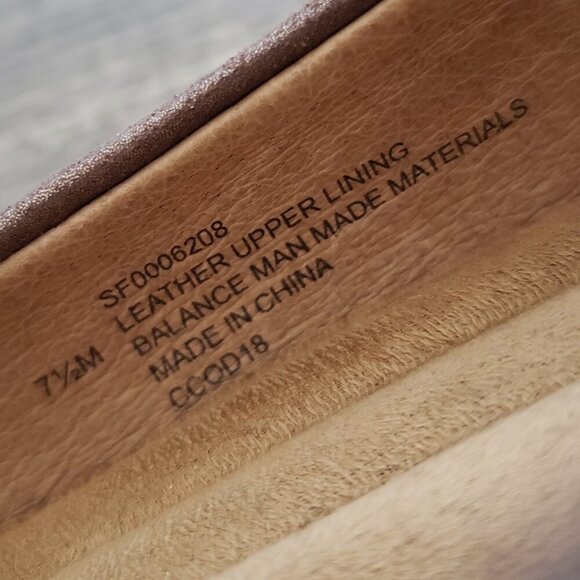 SF0006208
LEATHER UPPER LINING
BALANCE MAN MADE MATERIALS
7½M MADE IN CHINA
CCOD18